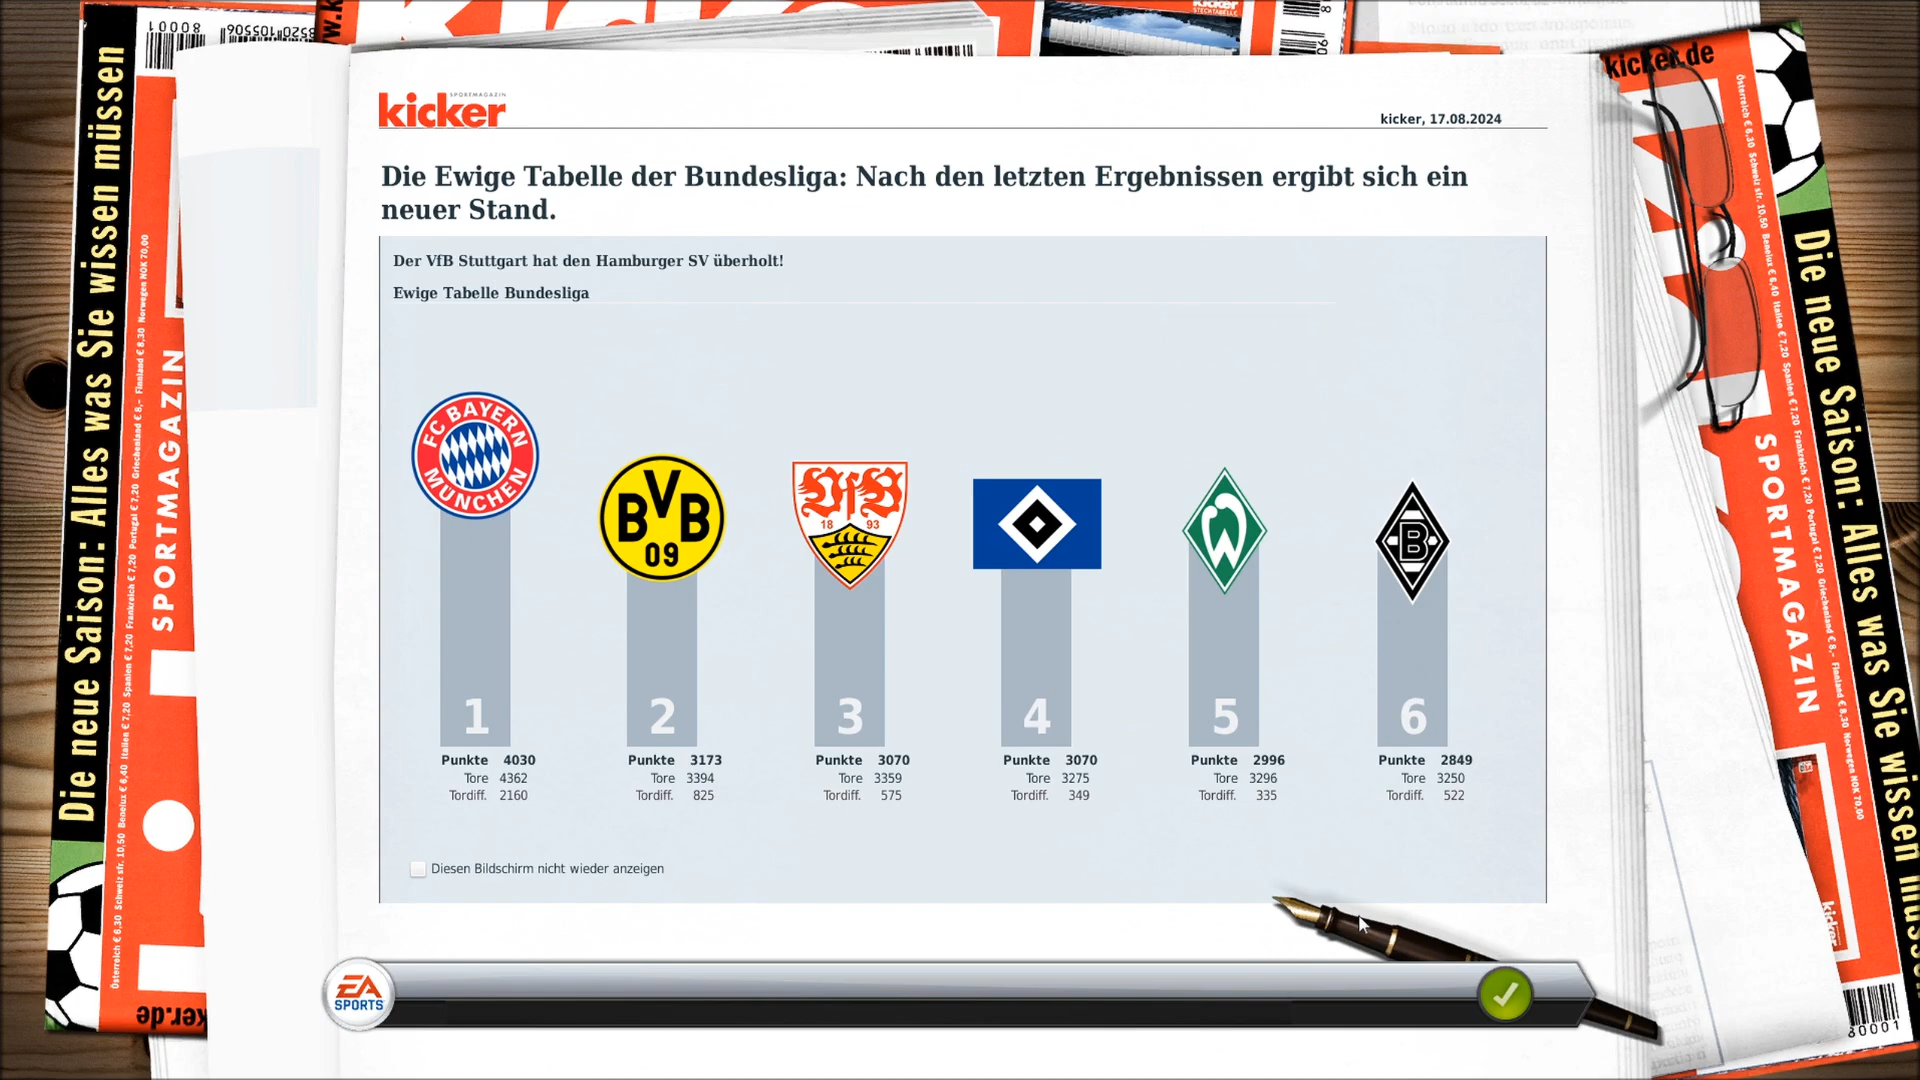 kicker.de
Die neue Saison: Alles was Sie wissen müssen
SPORTMAGAZIN
80001
kicker
SPORTMAGAZIN
kicker, 17.08.2024
Die Ewige Tabelle der Bundesliga: Nach den letzten Ergebnissen ergibt sich ein
neuer Stand.
Der VfB Stuttgart hat den Hamburger SV überholt!
Ewige Tabelle Bundesliga
FC BAYERN MÜNCHEN
BVB 09
VfB 18 93
W
B
1 2 3 4 5 6
Punkte 4030 Punkte 3173 Punkte 3070 Punkte 3070 Punkte 2996 Punkte 2849
Tore 4362 Tore 3394 Tore 3359 Tore 3275 Tore 3296 Tore 3250
Tordiff. 2160 Tordiff. 825 Tordiff. 575 Tordiff. 349 Tordiff. 335 Tordiff. 522
Diesen Bildschirm nicht wieder anzeigen
EA
SPORTS
Die neue Saison: Alles was Sie wissen müssen
SPORTMAGAZIN
kicker
80001